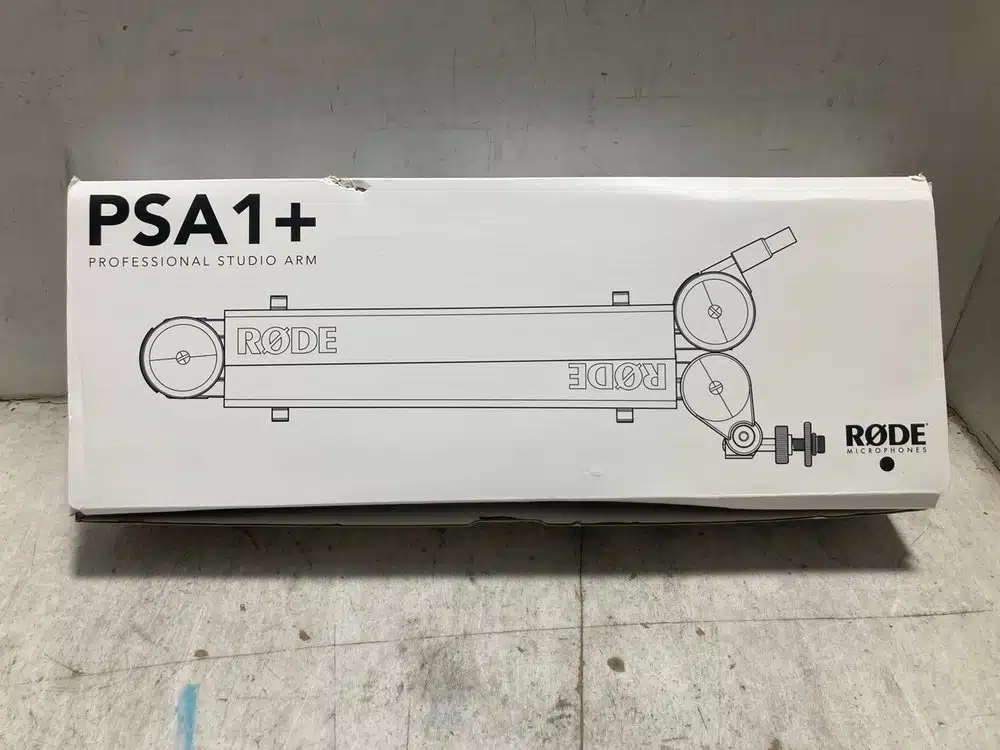 PSA1+
PROFESSIONAL STUDIO ARM
RØDE
RØDE
RØDE
MICROPHONES